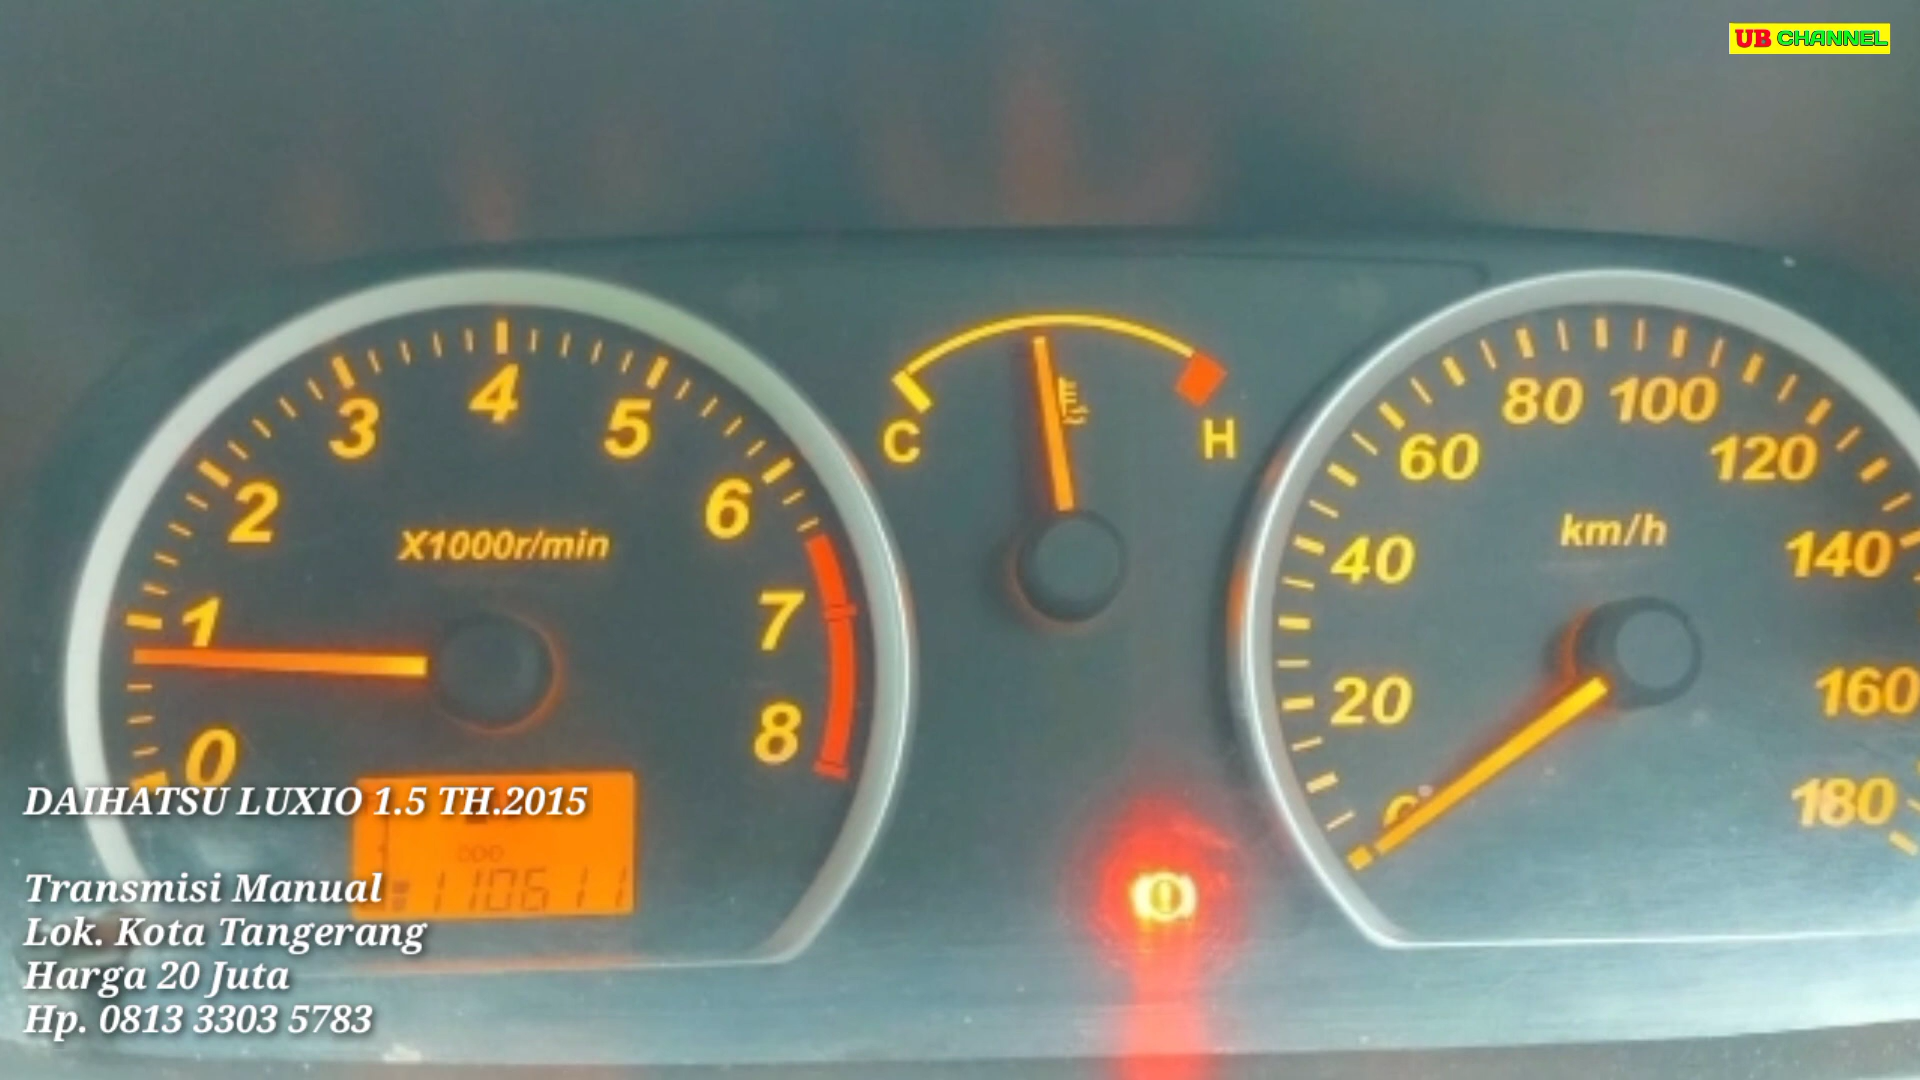 UB CHANNEL
4
3
5
2
6
X1000r/min
1
7
0
8
C
H
80 100
60
120
km/h
40
140
20
160
0
180
110611
DAIHATSU LUXIO 1.5 TH.2015
Transmisi Manual
Lok. Kota Tangerang
Harga 20 Juta
Hp. 0813 3303 5783